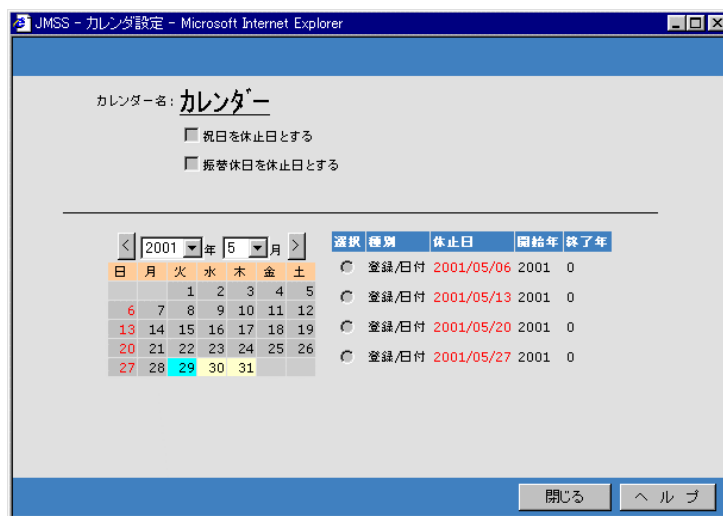 JMSS - カレンダ設定 - Microsoft Internet Explorer
カレンダー名：カレンダー
祝日を休止日とする
振替休日を休止日とする
< 2001 年 5 月 >
日 月 火 水 木 金 土
1 2 3 4 5
6 7 8 9 10 11 12
13 14 15 16 17 18 19
20 21 22 23 24 25 26
27 28 29 30 31
選択 種別 休止日 開始年 終了年
登録/日付 2001/05/06 2001 0
登録/日付 2001/05/13 2001 0
登録/日付 2001/05/20 2001 0
登録/日付 2001/05/27 2001 0
閉じる ヘ ル プ